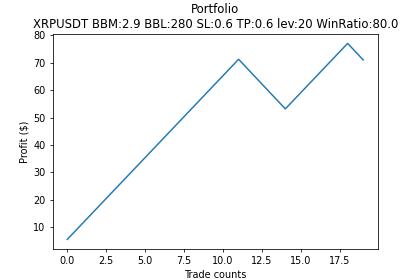 Portfolio
XRPUSDT BBM:2.9 BBL:280 SL:0.6 TP:0.6 lev:20 WinRatio:80.0
80
70
60
50
40
30
20
10
Profit ($)
0.0 2.5 5.0 7.5 10.0 12.5 15.0 17.5
Trade counts